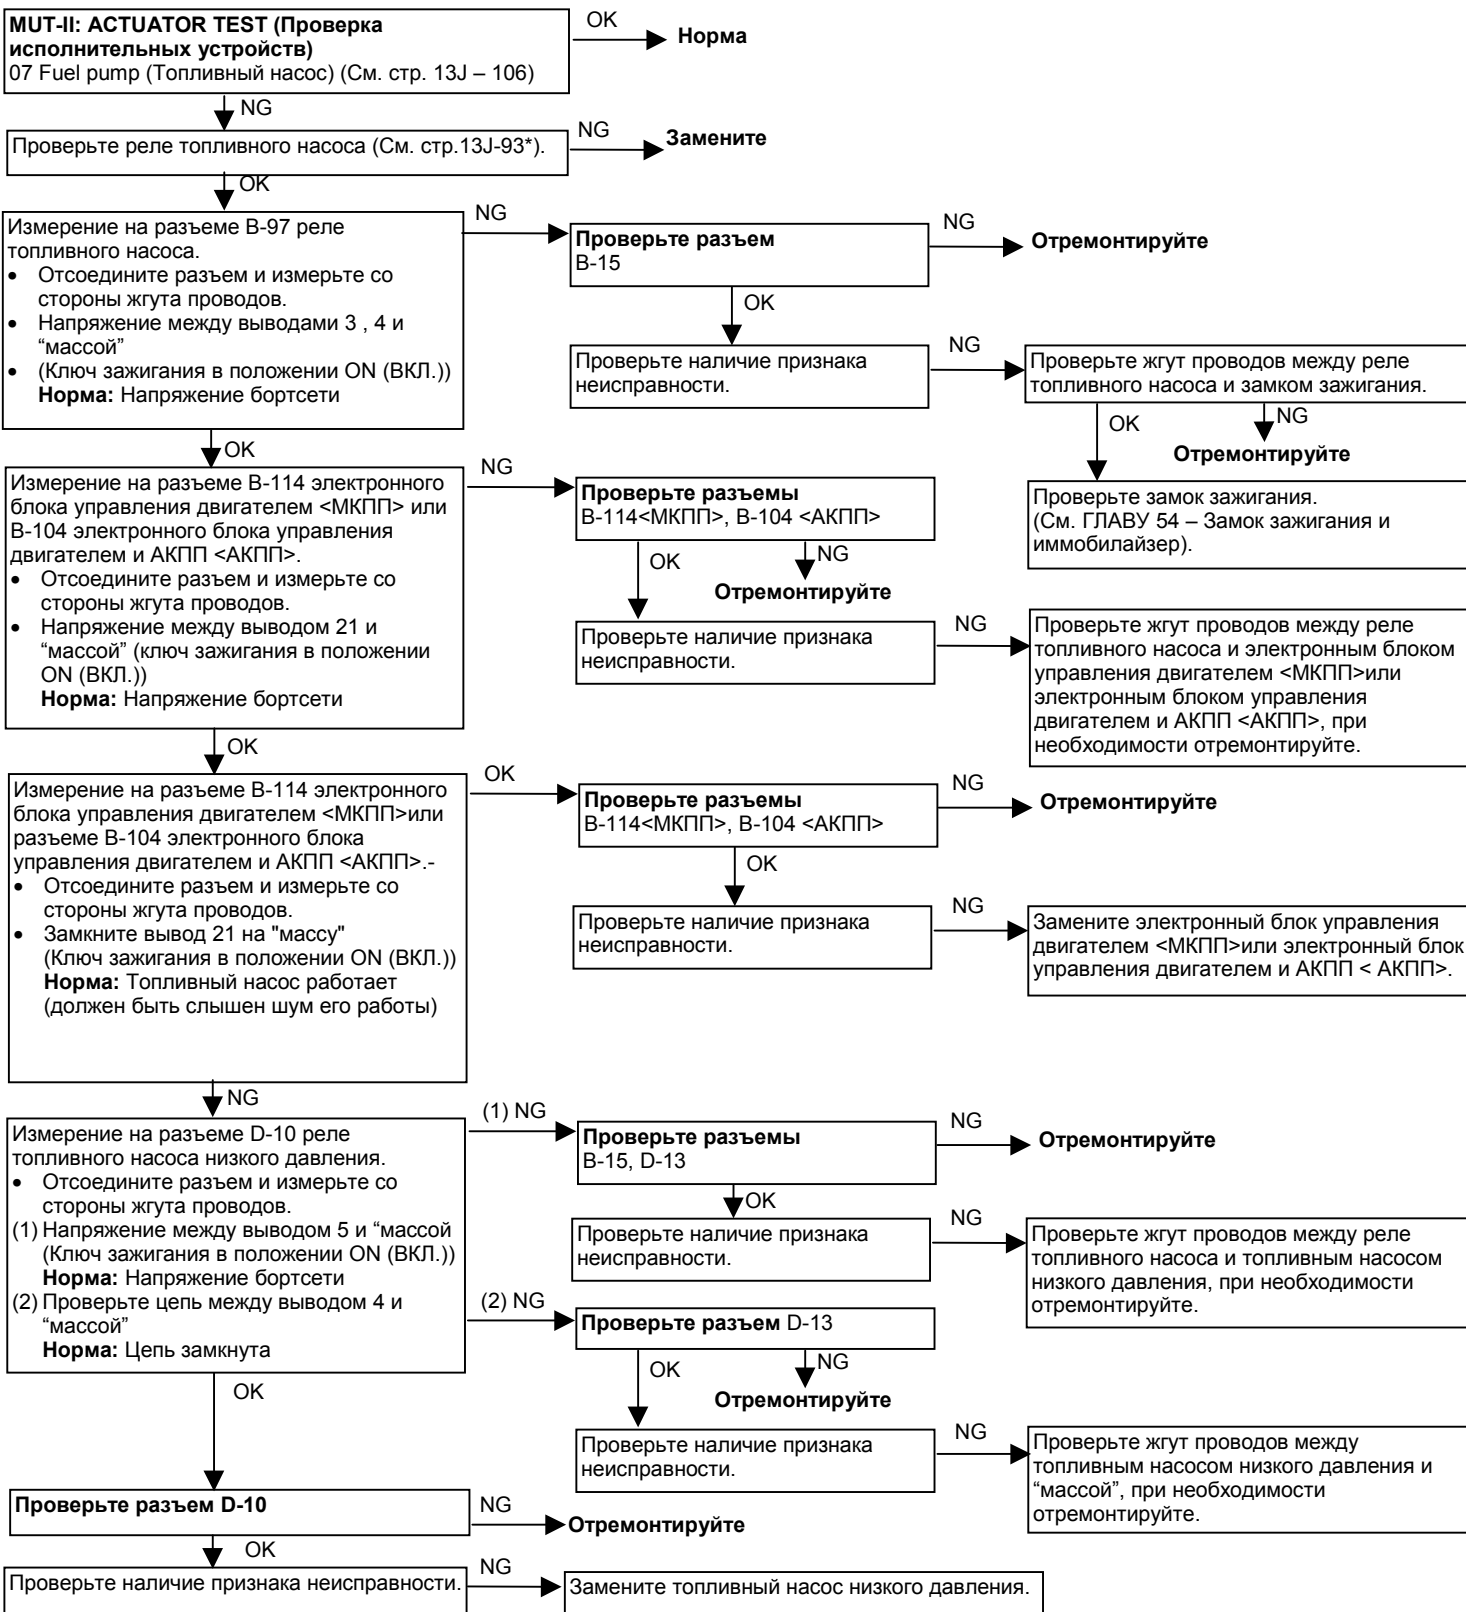 MUT-II: ACTUATOR TEST (Проверка
исполнительных устройств)
07 Fuel pump (Топливный насос) (См. стр. 13J – 106)
OK
Норма
NG
Проверьте реле топливного насоса (См. стр.13J-93*).
NG
Замените
OK
Измерение на разъеме B-97 реле
топливного насоса.
• Отсоедините разъем и измерьте со
стороны жгута проводов.
• Напряжение между выводами 3 , 4 и
“массой”
• (Ключ зажигания в положении ON (ВКЛ.))
Норма: Напряжение бортсети
NG
Проверьте разъем
B-15
NG
Отремонтируйте
OK
Проверьте наличие признака
неисправности.
NG
Проверьте жгут проводов между реле
топливного насоса и замком зажигания.
OK
NG
Отремонтируйте
Проверьте замок зажигания.
(См. ГЛАВУ 54 – Замок зажигания и
иммобилайзер).
OK
Измерение на разъеме B-114 электронного
блока управления двигателем <МКПП> или
B-104 электронного блока управления
двигателем и АКПП <АКПП>.
• Отсоедините разъем и измерьте со
стороны жгута проводов.
• Напряжение между выводом 21 и
“массой” (ключ зажигания в положении
ON (ВКЛ.))
Норма: Напряжение бортсети
NG
Проверьте разъемы
B-114<МКПП>, B-104 <АКПП>
OK
NG
Отремонтируйте
Проверьте наличие признака
неисправности.
NG
Проверьте жгут проводов между реле
топливного насоса и электронным блоком
управления двигателем <МКПП>или
электронным блоком управления
двигателем и АКПП <АКПП>, при
необходимости отремонтируйте.
OK
Измерение на разъеме B-114 электронного
блока управления двигателем <МКПП>или
разъеме B-104 электронного блока
управления двигателем и АКПП <АКПП>.-
• Отсоедините разъем и измерьте со
стороны жгута проводов.
• Замкните вывод 21 на "массу"
(Ключ зажигания в положении ON (ВКЛ.))
Норма: Топливный насос работает
(должен быть слышен шум его работы)
OK
Проверьте разъемы
B-114<МКПП>, B-104 <АКПП>
NG
Отремонтируйте
OK
Проверьте наличие признака
неисправности.
NG
Замените электронный блок управления
двигателем <МКПП>или электронный блок
управления двигателем и АКПП < АКПП>.
NG
Измерение на разъеме D-10 реле
топливного насоса низкого давления.
• Отсоедините разъем и измерьте со
стороны жгута проводов.
(1) Напряжение между выводом 5 и “массой
(Ключ зажигания в положении ON (ВКЛ.))
Норма: Напряжение бортсети
(2) Проверьте цепь между выводом 4 и
“массой”
Норма: Цепь замкнута
(1) NG
Проверьте разъемы
B-15, D-13
NG
Отремонтируйте
OK
Проверьте наличие признака
неисправности.
NG
Проверьте жгут проводов между реле
топливного насоса и топливным насосом
низкого давления, при необходимости
отремонтируйте.
(2) NG
Проверьте разъем D-13
OK
NG
Отремонтируйте
Проверьте наличие признака
неисправности.
NG
Проверьте жгут проводов между
топливным насосом низкого давления и
“массой”, при необходимости
отремонтируйте.
OK
Проверьте разъем D-10
NG
Отремонтируйте
OK
Проверьте наличие признака неисправности.
NG
Замените топливный насос низкого давления.